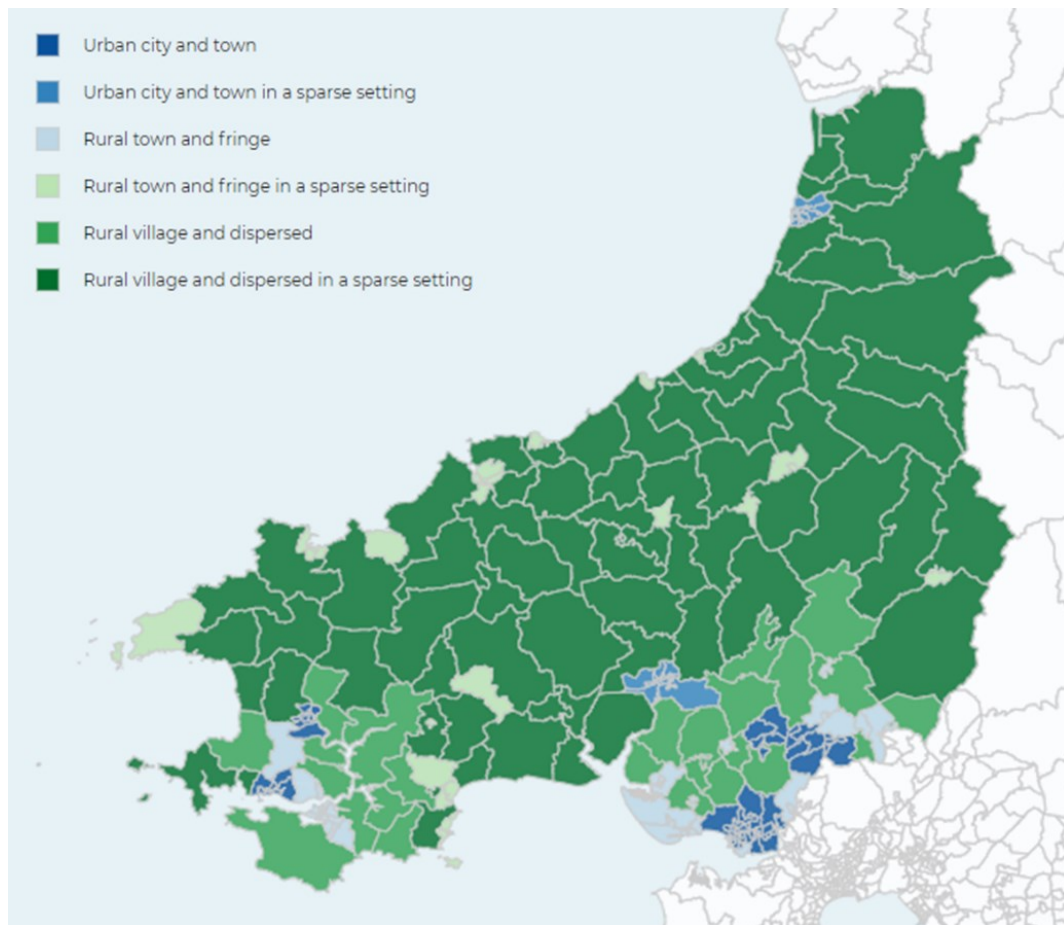 Urban city and town
Urban city and town in a sparse setting
Rural town and fringe
Rural town and fringe in a sparse setting
Rural village and dispersed
Rural village and dispersed in a sparse setting